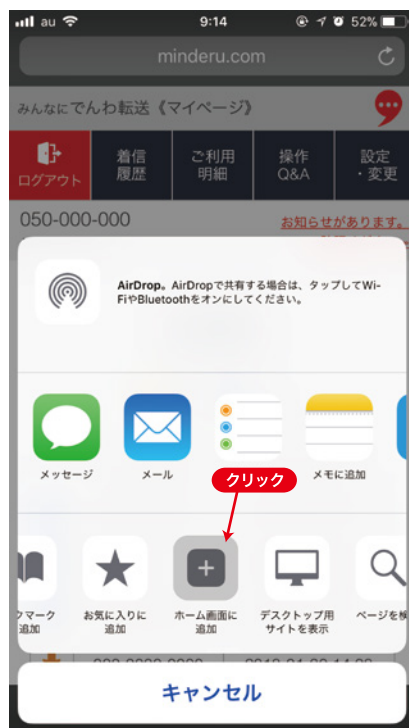 au 9:14 52%
minderu.com
みんなにでんわ転送《マイページ》
ログアウト
着信
履歴
ご利用
明細
操作
Q&A
設定
・変更
050-000-000
お知らせがあります。
AirDrop。AirDropで共有する場合は、タップしてWi-
FiやBluetoothをオンにしてください。
メッセージ
メール
クリック
メモに追加
クマーク
追加
お気に入りに
追加
ホーム画面に
追加
デスクトップ用
サイトを表示
ページを検
キャンセル